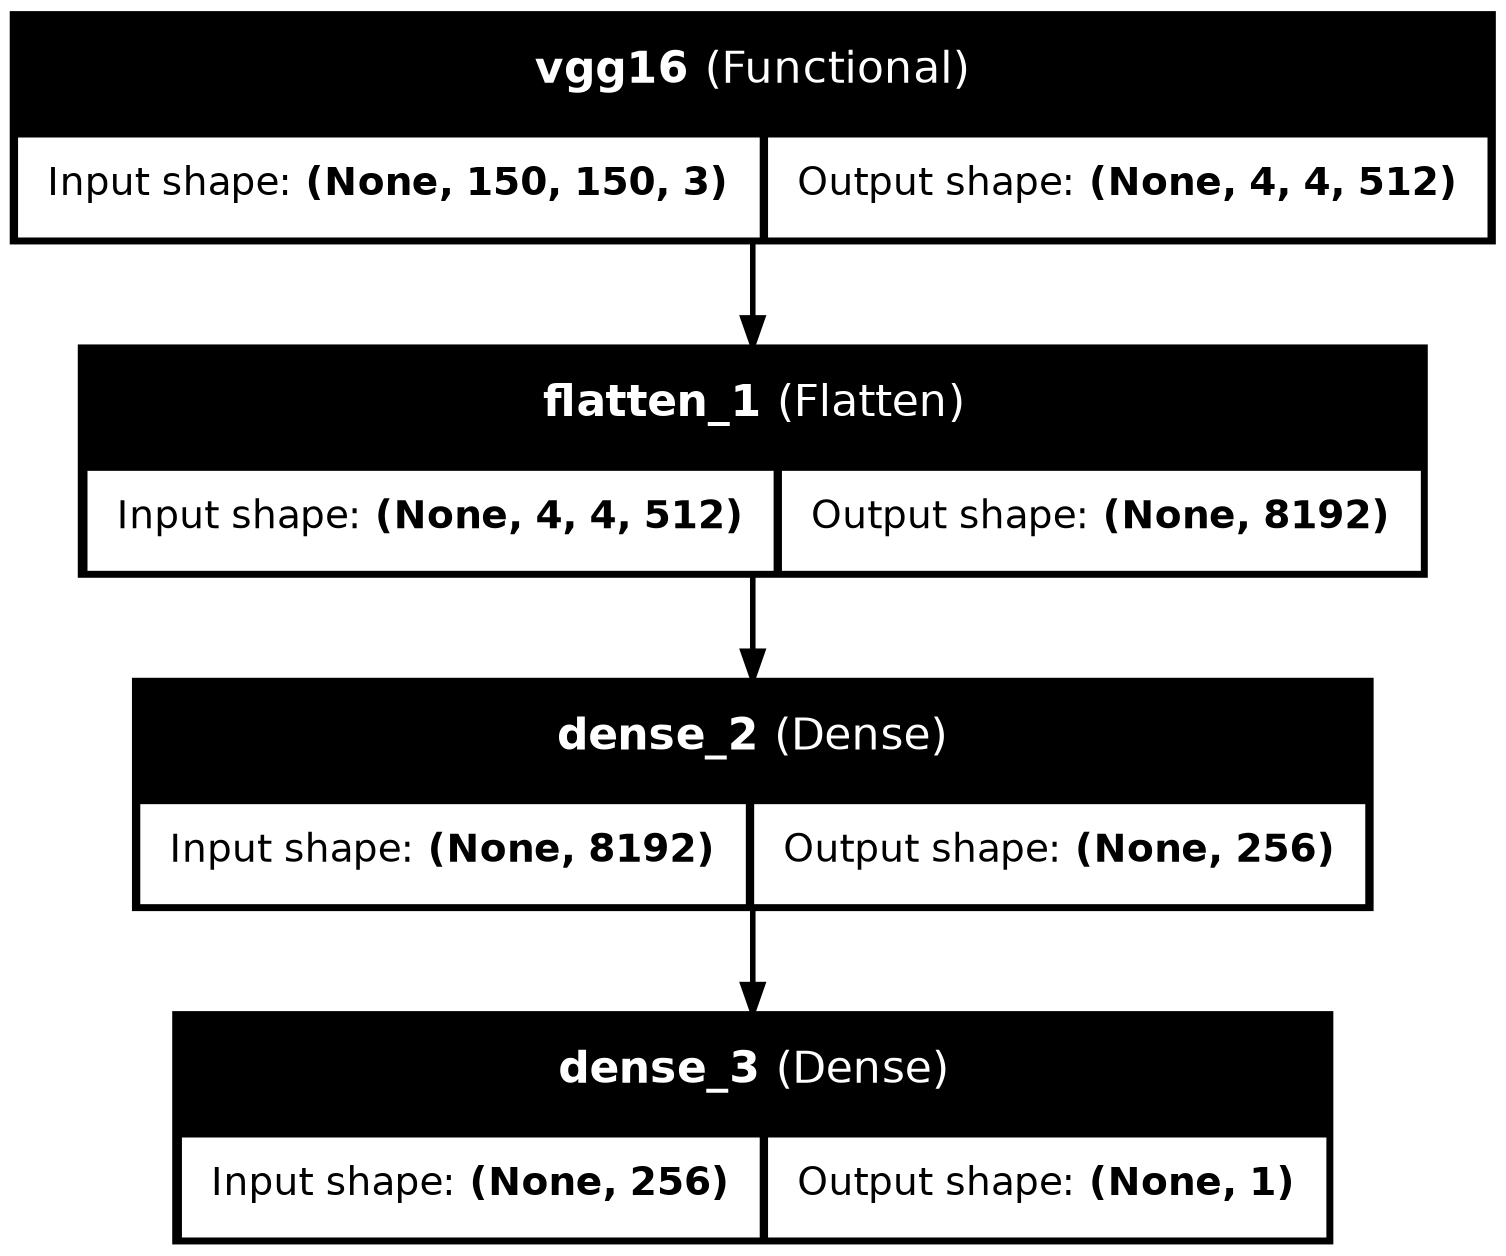 vgg16 (Functional)
Input shape: (None, 150, 150, 3) Output shape: (None, 4, 4, 512)
flatten_1 (Flatten)
Input shape: (None, 4, 4, 512) Output shape: (None, 8192)
dense_2 (Dense)
Input shape: (None, 8192) Output shape: (None, 256)
dense_3 (Dense)
Input shape: (None, 256) Output shape: (None, 1)